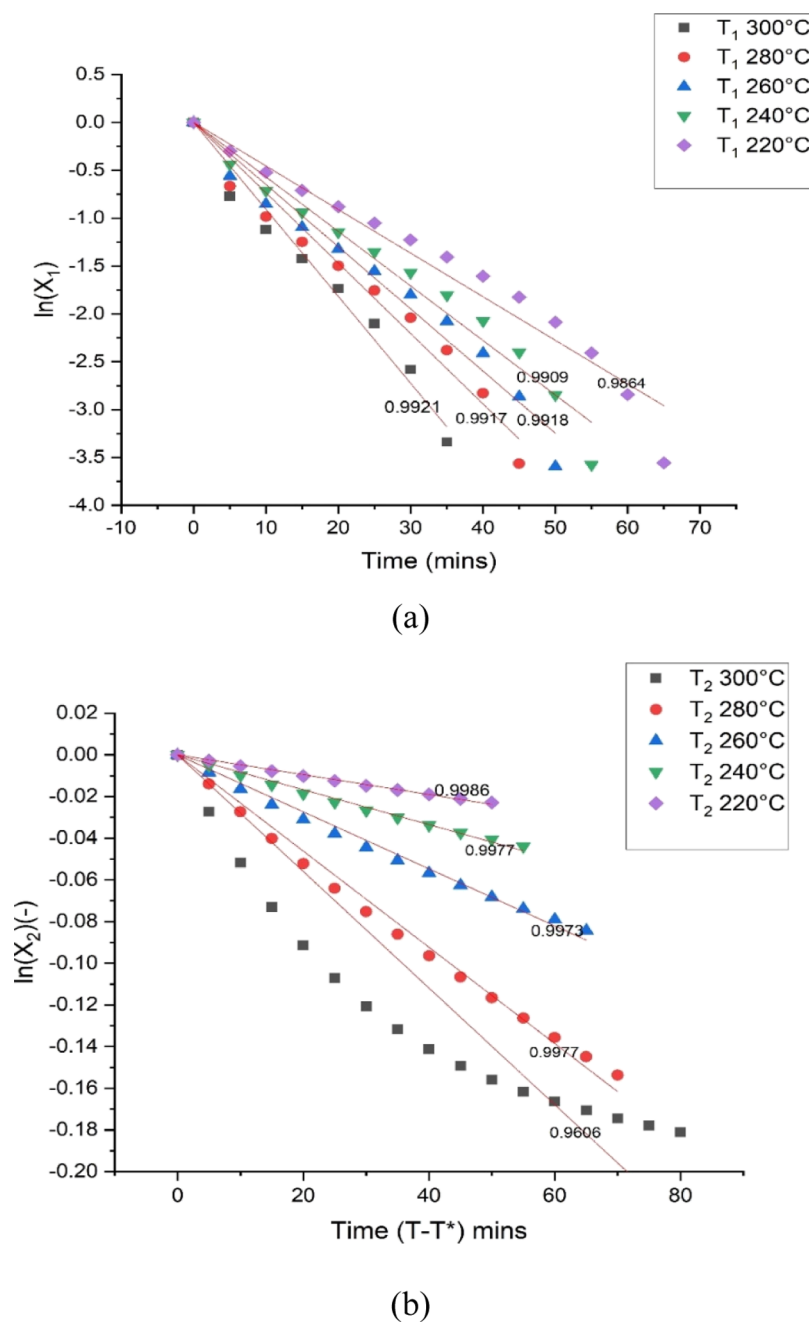 T₁ 300°C
T₁ 280°C
T₁ 260°C
T₁ 240°C
T₁ 220°C
0.5
0.0
-0.5
-1.0
-1.5
-2.0
-2.5
-3.0
-3.5
-4.0
ln(X₁)
0.9921
0.9917
0.9918
0.9909
0.9864
-10
0
10
20
30
40
50
60
70
Time (mins)
(a)
T₂ 300°C
T₂ 280°C
T₂ 260°C
T₂ 240°C
T₂ 220°C
0.02
0.00
-0.02
-0.04
-0.06
-0.08
-0.10
-0.12
-0.14
-0.16
-0.18
-0.20
ln(X₂)(-)
0.9986
0.9977
0.9973
0.9977
0.9606
0
20
40
60
80
Time (T-T*) mins
(b)